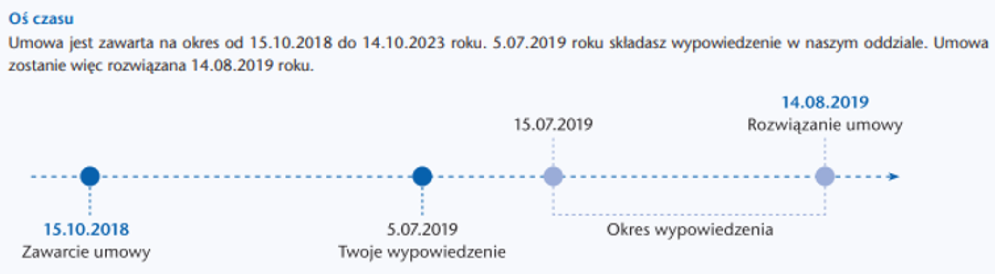 Oś czasu
Umowa jest zawarta na okres od 15.10.2018 do 14.10.2023 roku. 5.07.2019 roku składasz wypowiedzenie w naszym oddziale. Umowa
zostanie więc rozwiązana 14.08.2019 roku.
14.08.2019
15.07.2019
Rozwiązanie umowy
15.10.2018
5.07.2019
Okres wypowiedzenia
Zawarcie umowy
Twoje wypowiedzenie